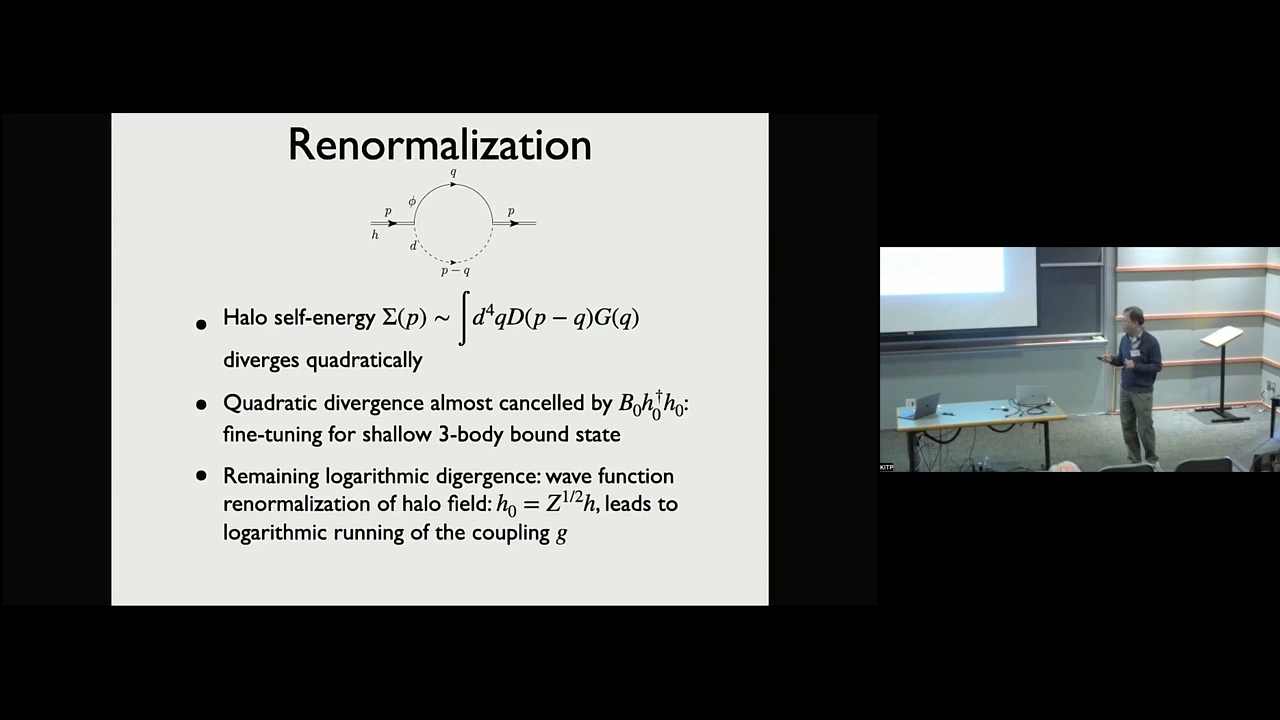 Renormalization
q
ϕ
p
p
h
d
p − q
Halo self-energy Σ(p) ~ ∫d⁴qD(p − q)G(q)
diverges quadratically
Quadratic divergence almost cancelled by B₀h₀†h₀:
fine-tuning for shallow 3-body bound state
Remaining logarithmic digergence: wave function
renormalization of halo field: h₀ = Z¹ᐟ²h, leads to
logarithmic running of the coupling g
KITP